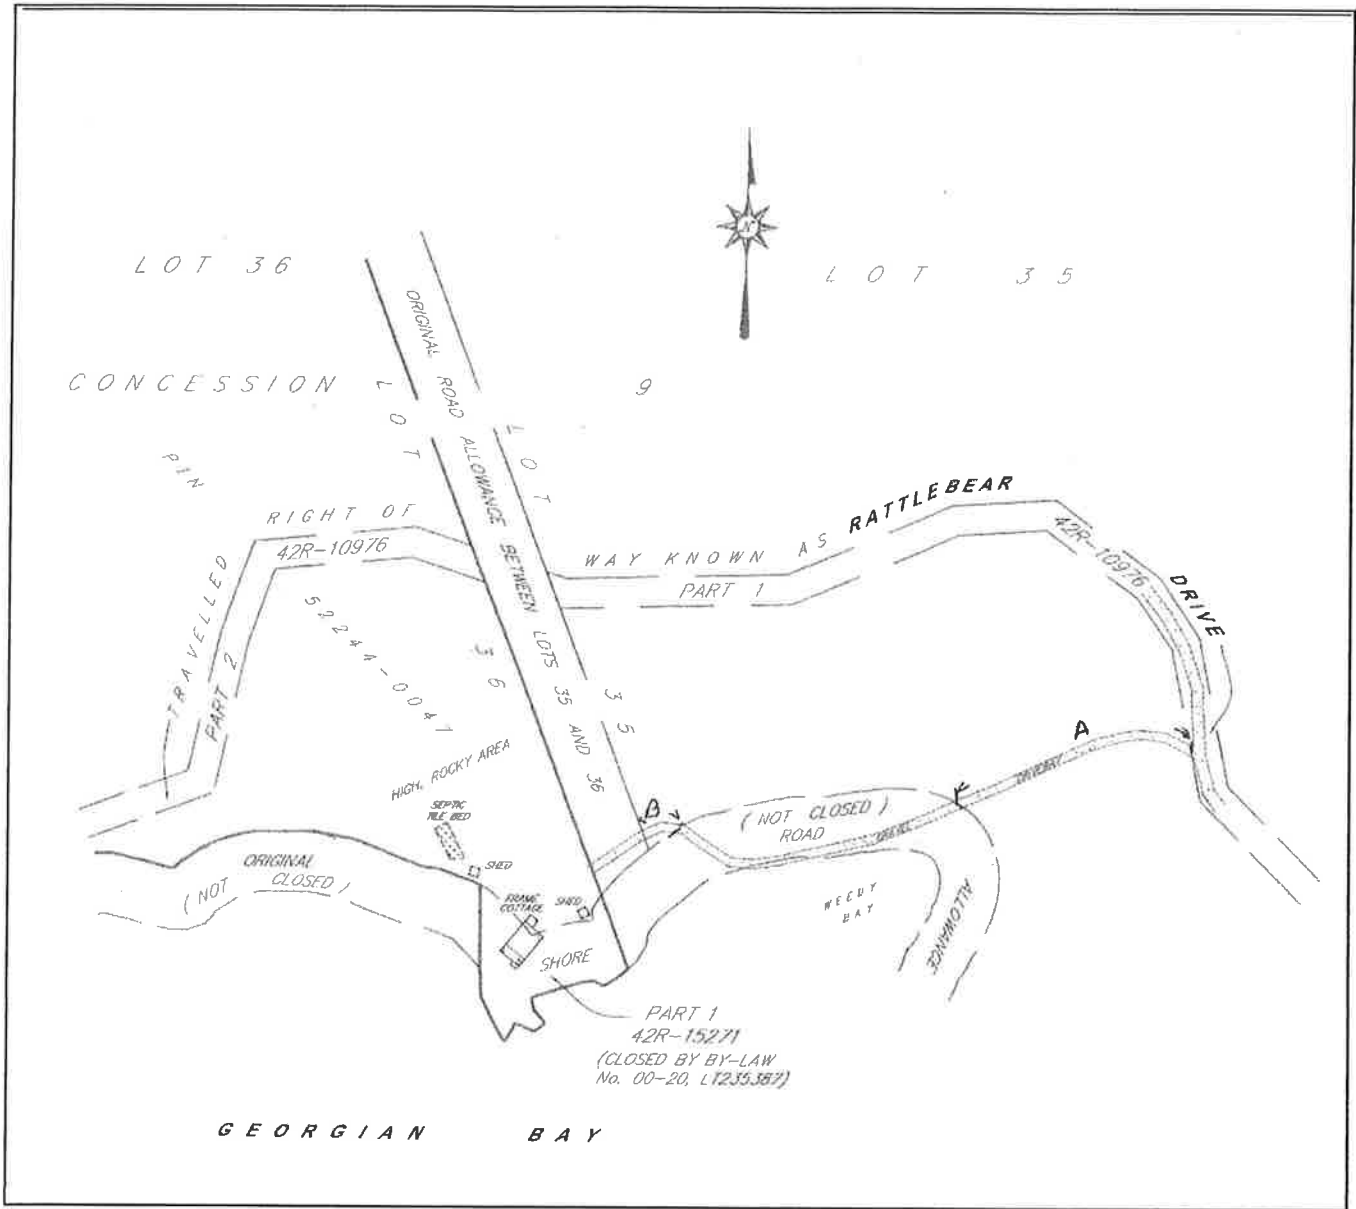 N
LOT 36
LOT 35
ORIGINAL ROAD ALLOWANCE BETWEEN LOTS 35 AND 36
CONCESSION 9
LOT 36
LOT 35
PIN 52244-0047
TRAVELLED RIGHT OF WAY KNOWN AS RATTLEBEAR DRIVE
42R-10976
PART 1
42R-10976
PART 2
HIGH, ROCKY AREA
A
SEPTIC
TILE BED
B
(NOT CLOSED)
ROAD
GRAVEL
DRIVEWAY
ORIGINAL
(NOT CLOSED)
SHED
FRAME
COTTAGE
SHED
WEEDY
BAY
ALLOWANCE
SHORE
PART 1
42R-15271
(CLOSED BY BY-LAW
No. 00-20, LT235387)
GEORGIAN BAY